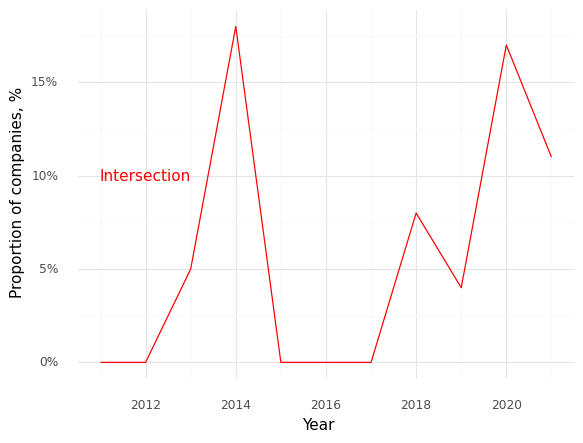 Proportion of companies, %
15%
10%
5%
0%
Intersection
2012 2014 2016 2018 2020
Year